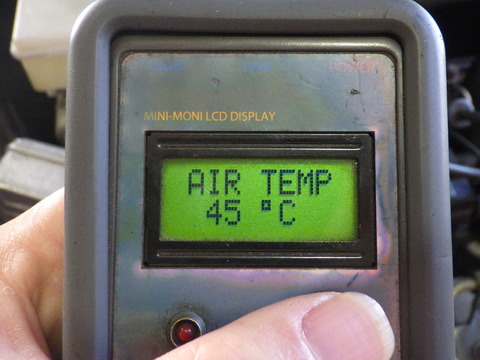 MINI-MONI LCD DISPLAY
AIR TEMP
45 °C